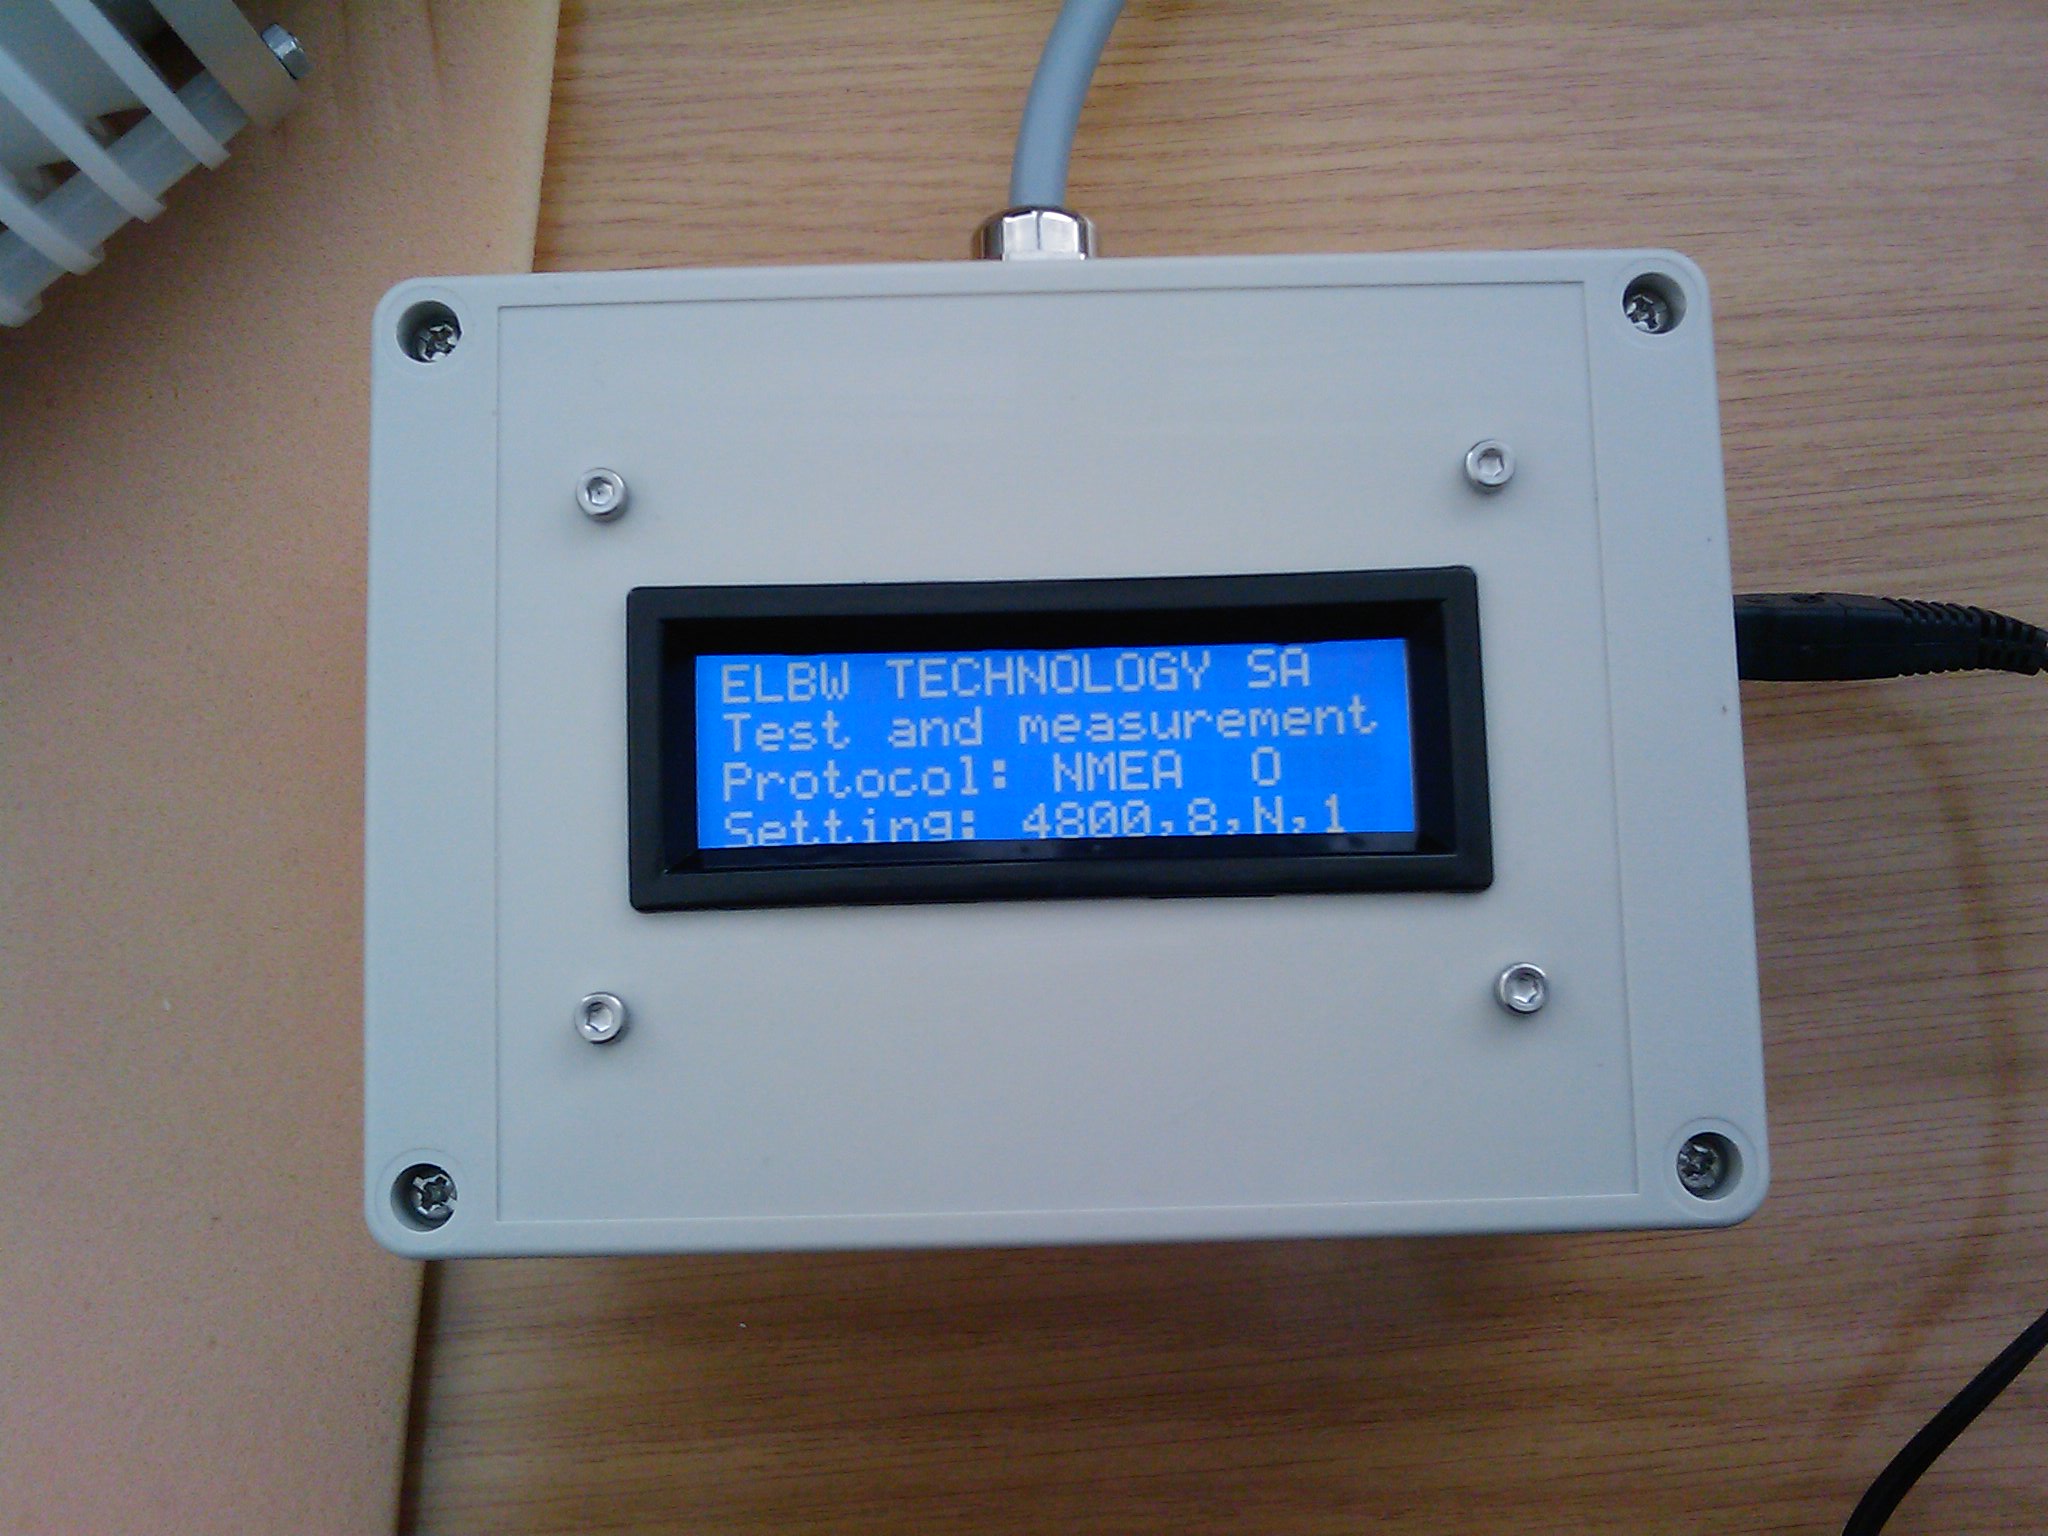 ELBW TECHNOLOGY SA
Test and measurement
Protocol: NMEA  0
Setting: 4800,8,N,1